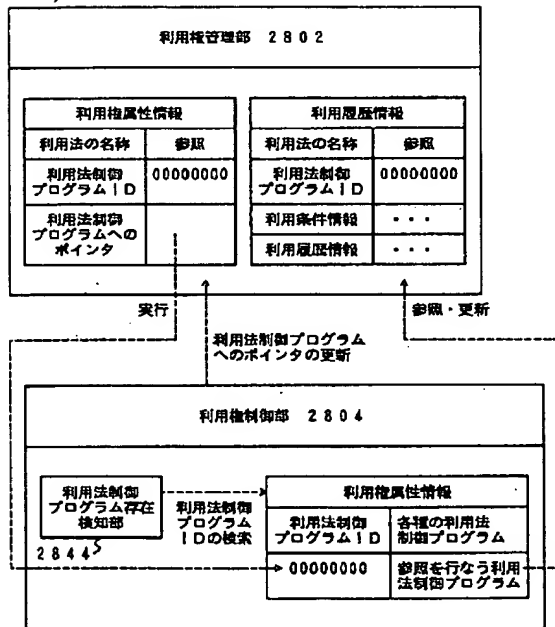 利用権管理部 2802
利用権属性情報
利用法の名称 参照
利用法制御
プログラムID
00000000
利用法制御
プログラムへの
ポインタ
利用履歴情報
利用法の名称 参照
利用法制御
プログラムID
00000000
利用条件情報 ・・・
利用履歴情報 ・・・
実行
利用法制御プログラム
へのポインタの更新
参照・更新
利用権制御部 2804
利用法制御
プログラム存在
検知部
2844
利用法制御
プログラム
IDの検索
利用権属性情報
利用法制御
プログラムID
各種の利用法
制御プログラム
00000000
参照を行なう利用
法制御プログラム